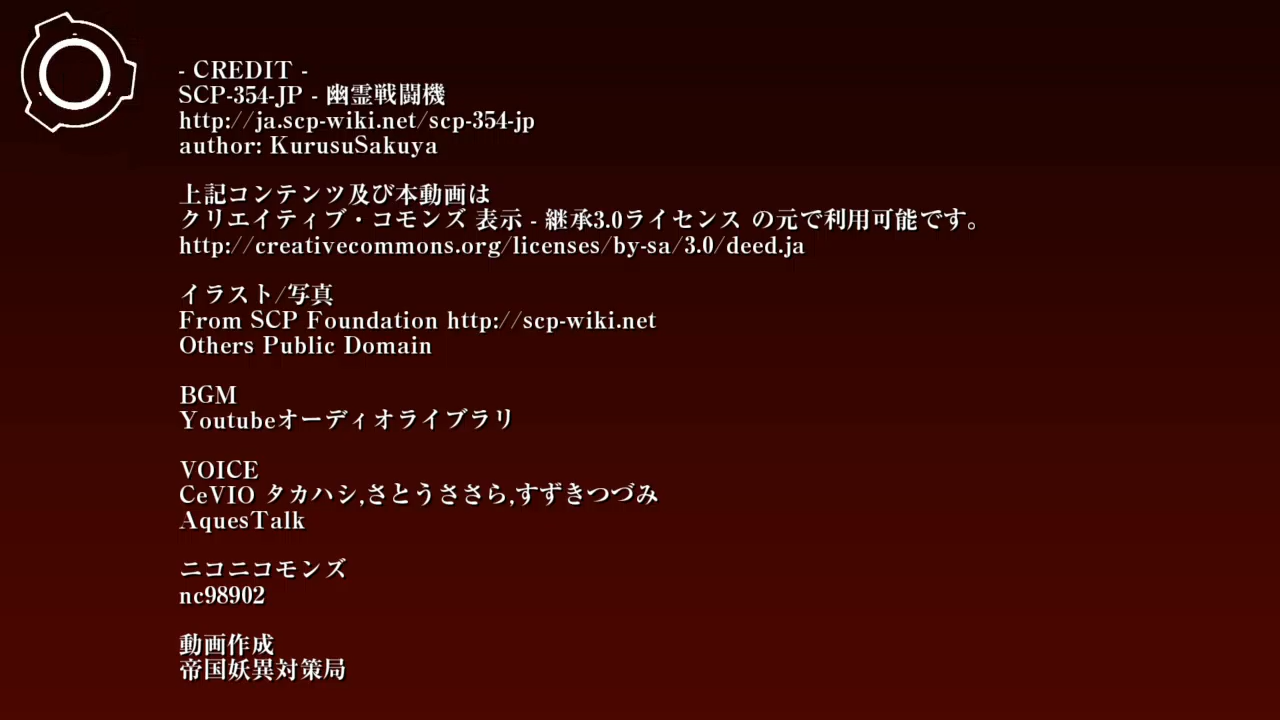 - CREDIT -
SCP-354-JP - 幽霊戦闘機
http://ja.scp-wiki.net/scp-354-jp
author: KurusuSakuya
上記コンテンツ及び本動画は
クリエイティブ・コモンズ 表示 - 継承3.0ライセンス の元で利用可能です。
http://creativecommons.org/licenses/by-sa/3.0/deed.ja
イラスト/写真
From SCP Foundation http://scp-wiki.net
Others Public Domain
BGM
Youtubeオーディオライブラリ
VOICE
CeVIO タカハシ,さとうささら,すずきつづみ
AquesTalk
ニコニコモンズ
nc98902
動画作成
帝国妖異対策局